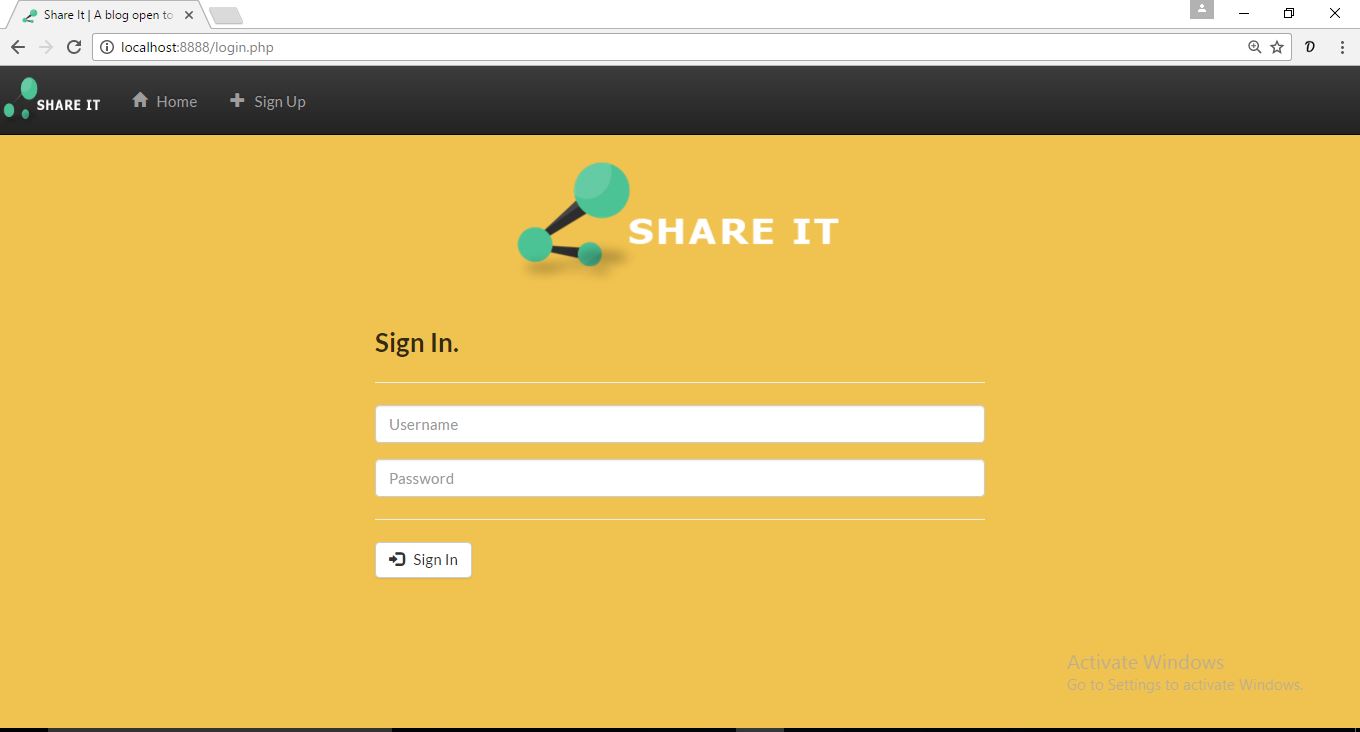 Share It | A blog open to
localhost:8888/login.php
SHARE IT
Home
Sign Up
SHARE IT
Sign In.
Username
Password
Sign In
Activate Windows
Go to Settings to activate Windows.